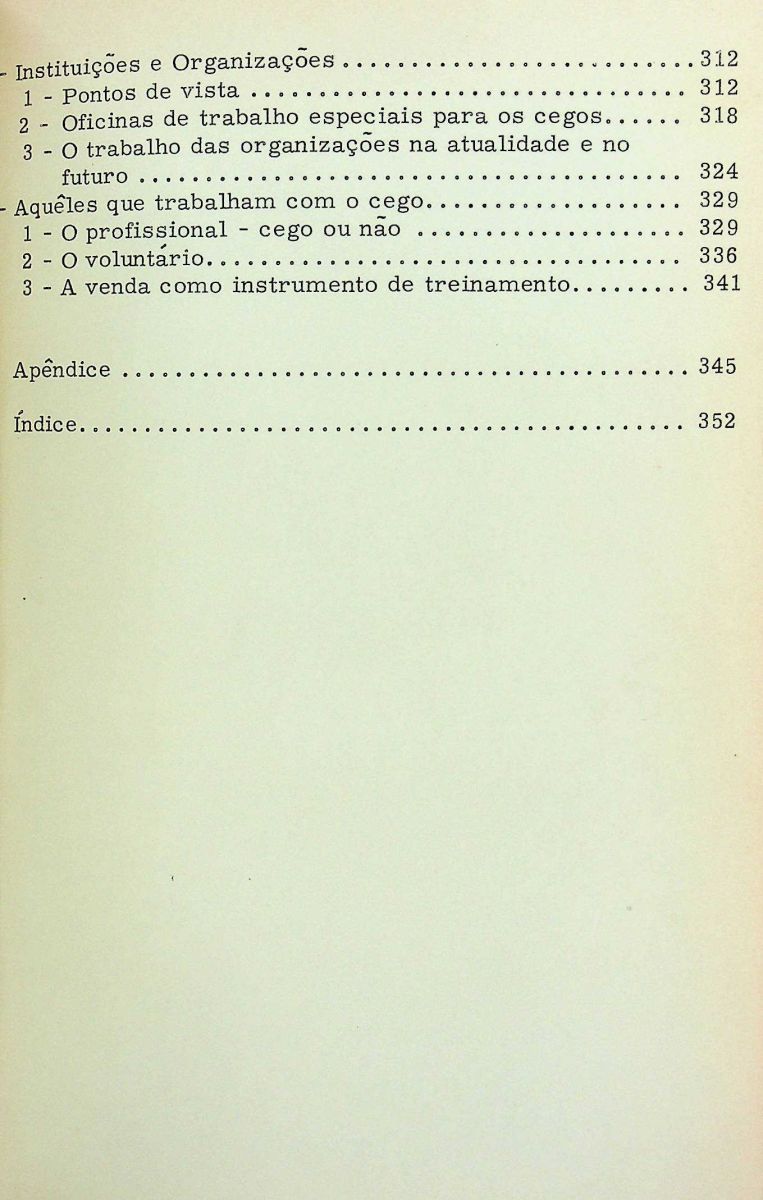 - Instituições e Organizações .......................... 312
1 - Pontos de vista ................................ 312
2 - Oficinas de trabalho especiais para os cegos...... 318
3 - O trabalho das organizações na atualidade e no
futuro ......................................... 324
- Aquêles que trabalham com o cego................... 329
1 - O profissional - cego ou não .................... 329
2 - O voluntário.................................... 336
3 - A venda como instrumento de treinamento......... 341
Apêndice ........................................... 345
Índice.............................................. 352